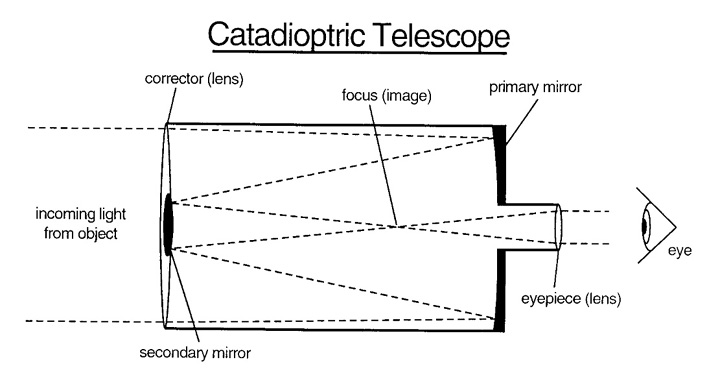 Catadioptric Telescope
corrector (lens)
focus (image)
primary mirror
incoming light
from object
eye
eyepiece (lens)
secondary mirror